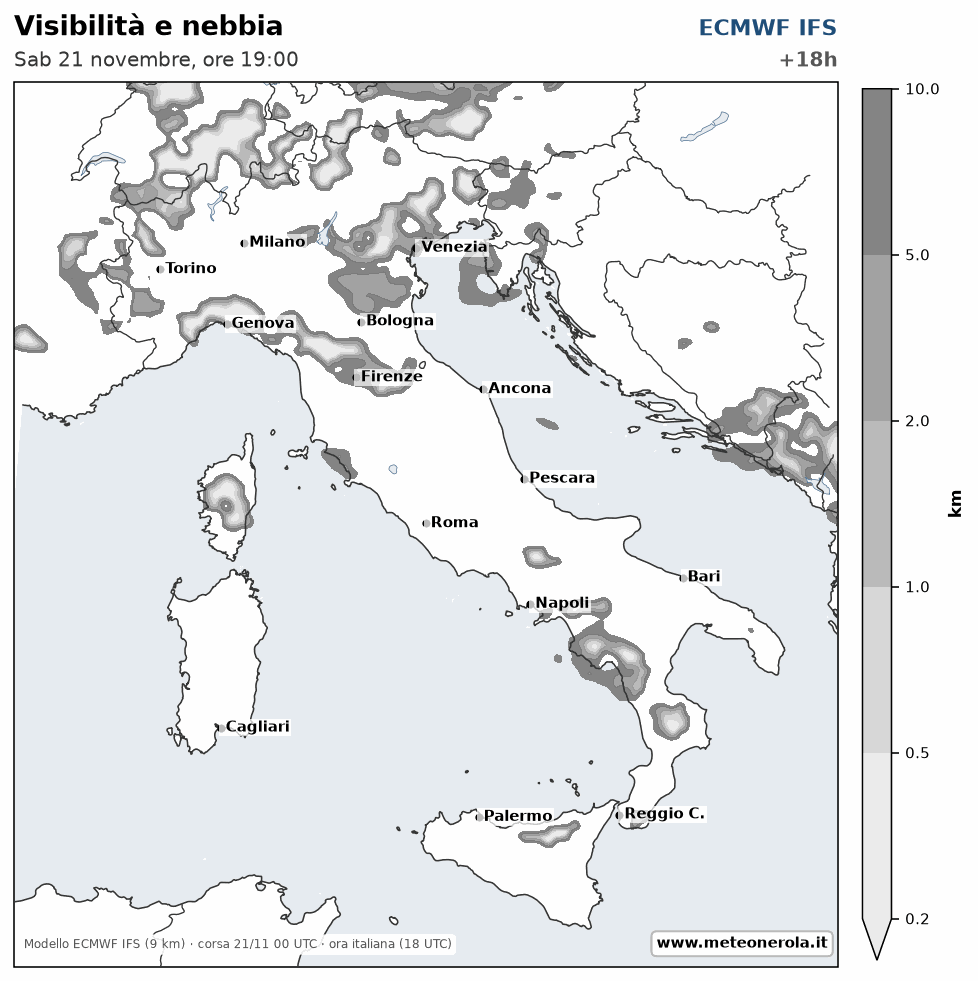 Visibilità e nebbia
ECMWF IFS
Sab 21 novembre, ore 19:00
+18h
10.0
5.0
2.0
1.0
0.5
0.2
km
Milano
Venezia
Torino
Genova
Bologna
Firenze
Ancona
Pescara
Roma
Bari
Napoli
Cagliari
Palermo
Reggio C.
Modello ECMWF IFS (9 km) · corsa 21/11 00 UTC · ora italiana (18 UTC)
www.meteonerola.it